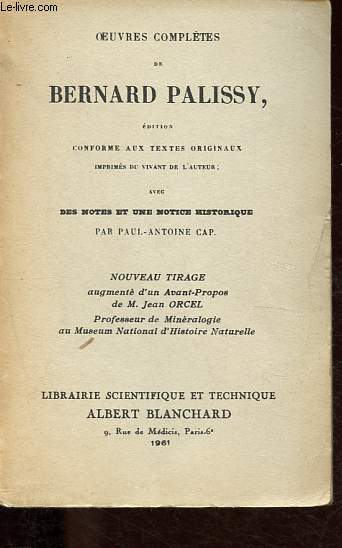 Le-livre.com
ŒUVRES COMPLÈTES
DE
BERNARD PALISSY,
ÉDITION
CONFORME AUX TEXTES ORIGINAUX
IMPRIMÉS DU VIVANT DE L'AUTEUR;
AVEC
DES NOTES ET UNE NOTICE HISTORIQUE
PAR PAUL-ANTOINE CAP.
NOUVEAU TIRAGE
augmenté d'un Avant-Propos
de M. Jean ORCEL
Professeur de Minéralogie
au Museum National d'Histoire Naturelle
LIBRAIRIE SCIENTIFIQUE ET TECHNIQUE
ALBERT BLANCHARD
9, Rue de Médicis, Paris-6e
1961